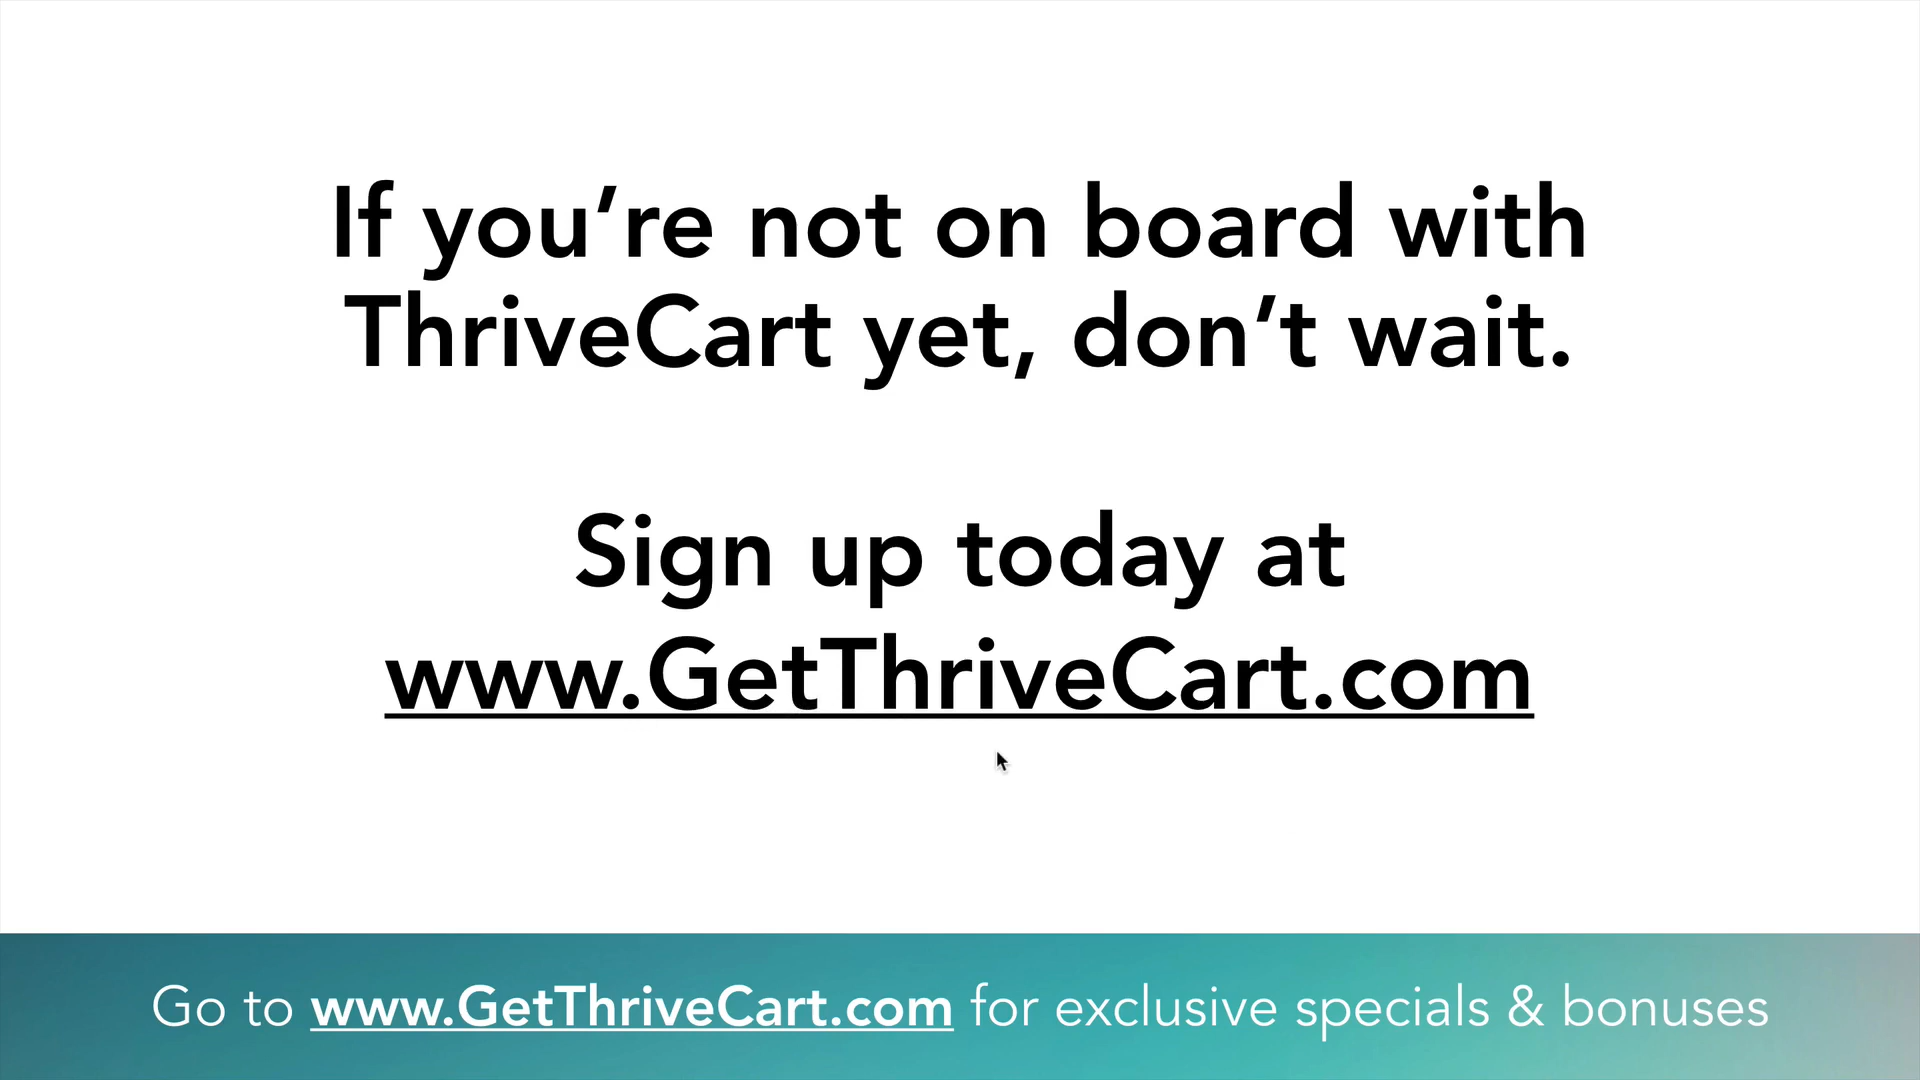 If you’re not on board with
ThriveCart yet, don’t wait.
Sign up today at
www.GetThriveCart.com
Go to www.GetThriveCart.com for exclusive specials & bonuses